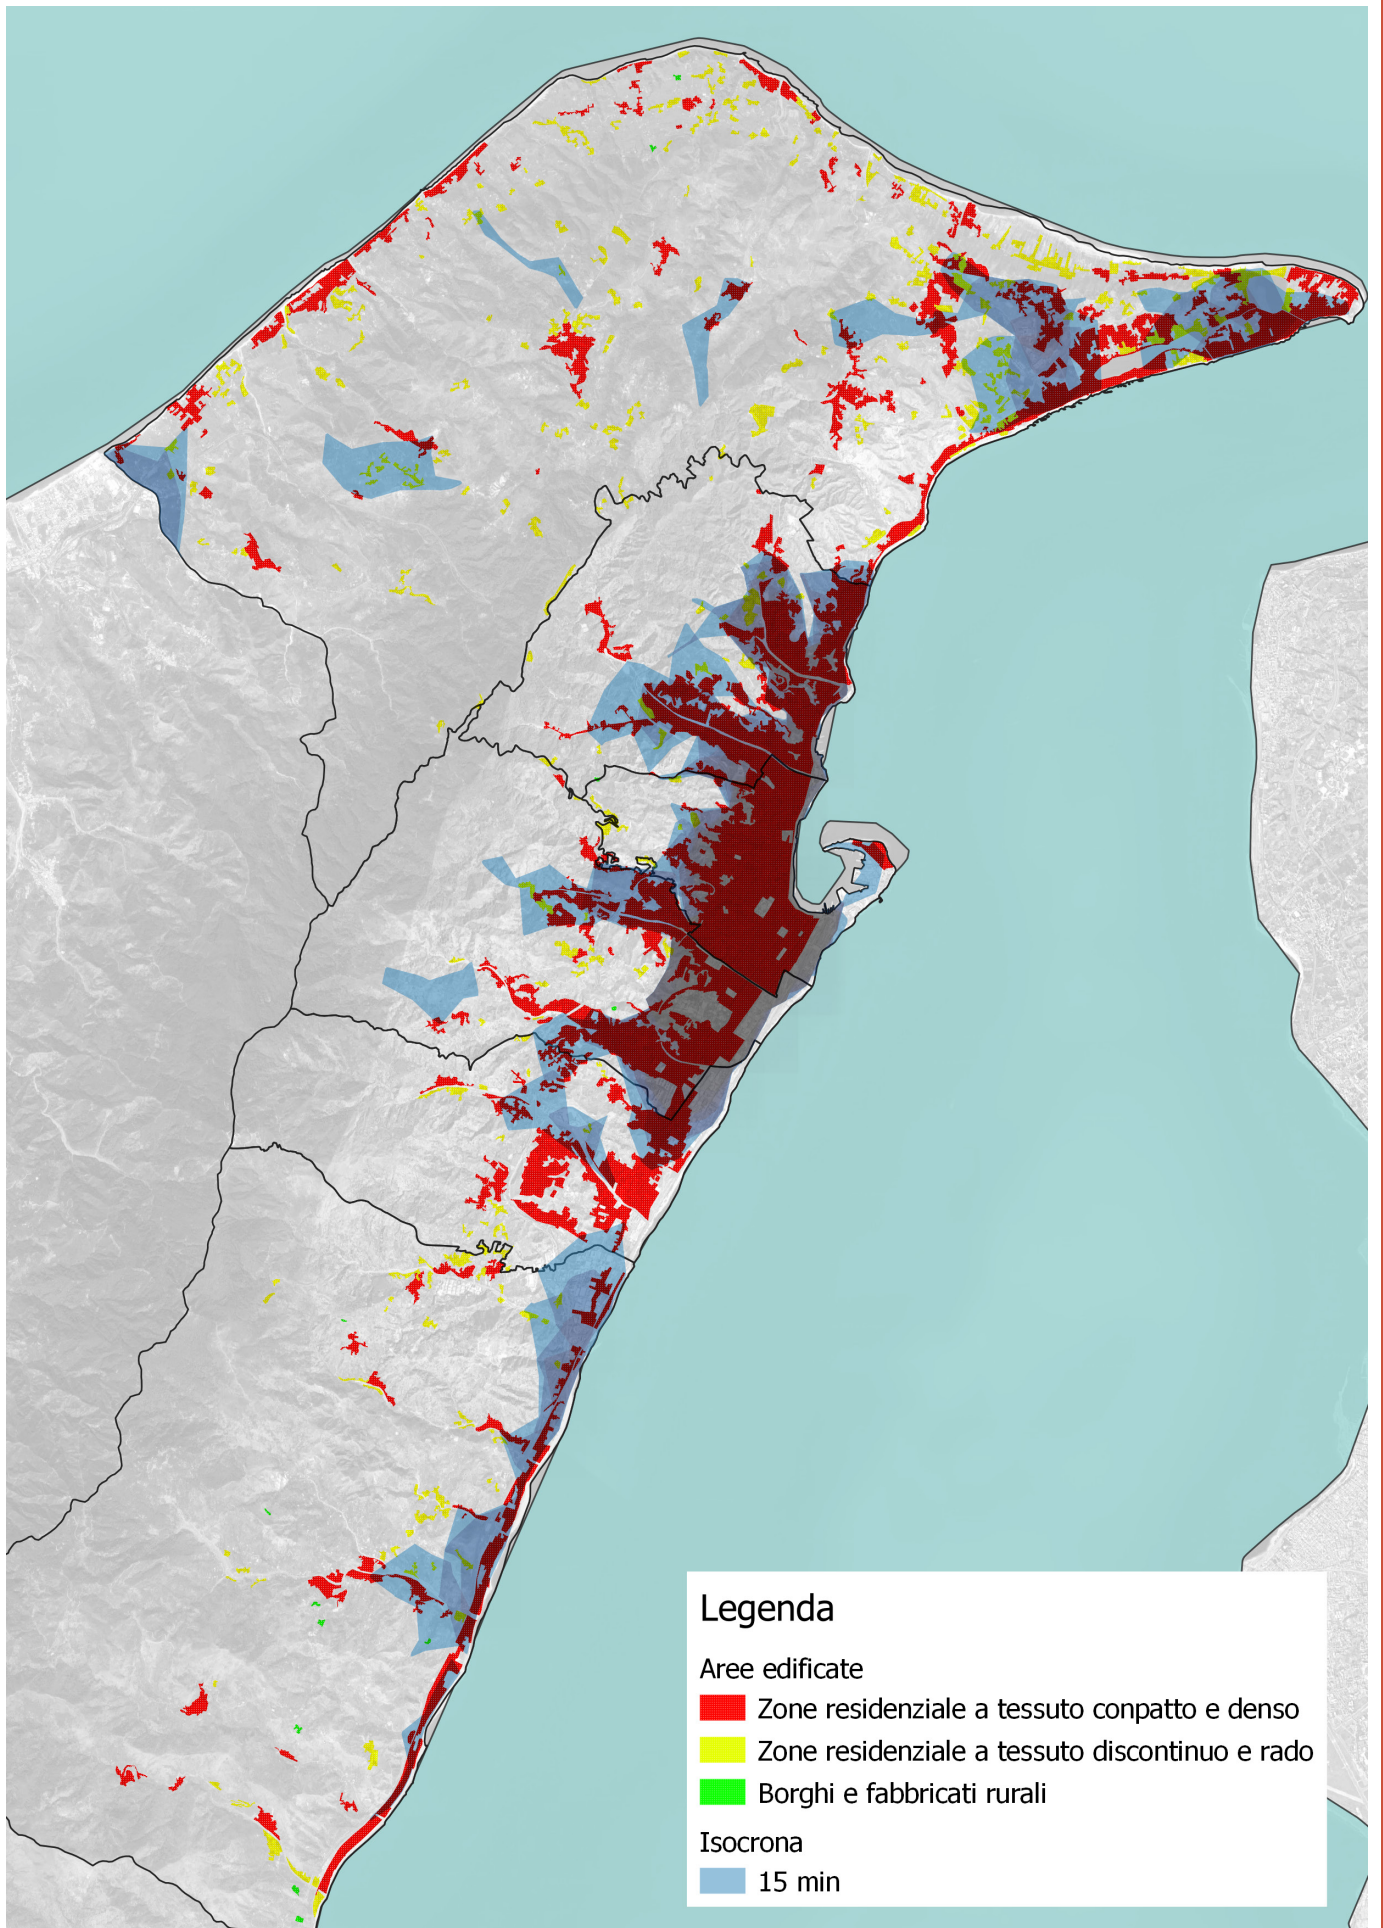 Legenda
Aree edificate
Zone residenziale a tessuto conpatto e denso
Zone residenziale a tessuto discontinuo e rado
Borghi e fabbricati rurali
Isocrona
15 min